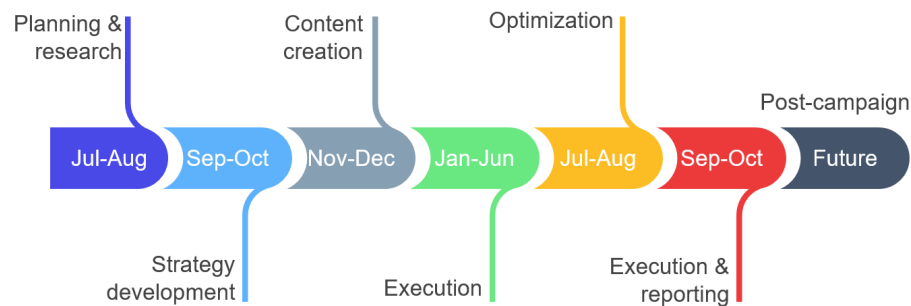 Planning &
research
Content
creation
Optimization
Post-campaign
Jul-Aug
Sep-Oct
Nov-Dec
Jan-Jun
Jul-Aug
Sep-Oct
Future
Strategy
development
Execution
Execution &
reporting